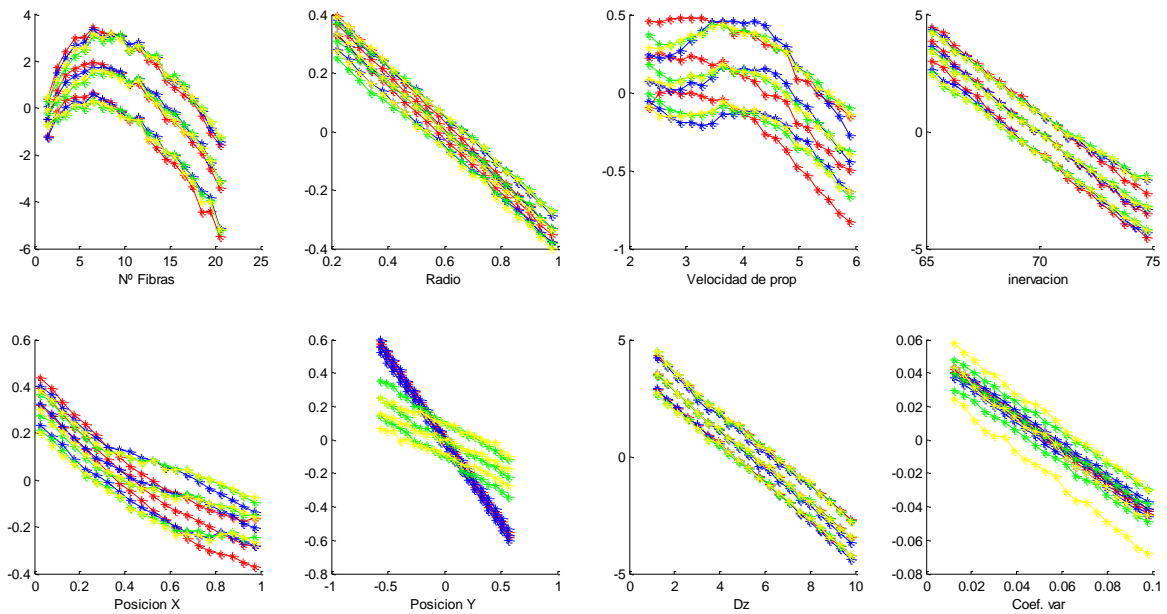 4
2
0
-2
-4
-6
0 5 10 15 20 25
Nº Fibras
0.4
0.2
0
-0.2
-0.4
0.2 0.4 0.6 0.8 1
Radio
0.5
0
-0.5
-1
2 3 4 5 6
Velocidad de prop
5
0
-5
65 70 75
inervacion
0.6
0.4
0.2
0
-0.2
-0.4
0 0.2 0.4 0.6 0.8 1
Posicion X
0.6
0.4
0.2
0
-0.2
-0.4
-0.6
-0.8
-1 -0.5 0 0.5 1
Posicion Y
5
0
-5
0 2 4 6 8 10
Dz
0.06
0.04
0.02
0
-0.02
-0.04
-0.06
-0.08
0 0.02 0.04 0.06 0.08 0.1
Coef. var